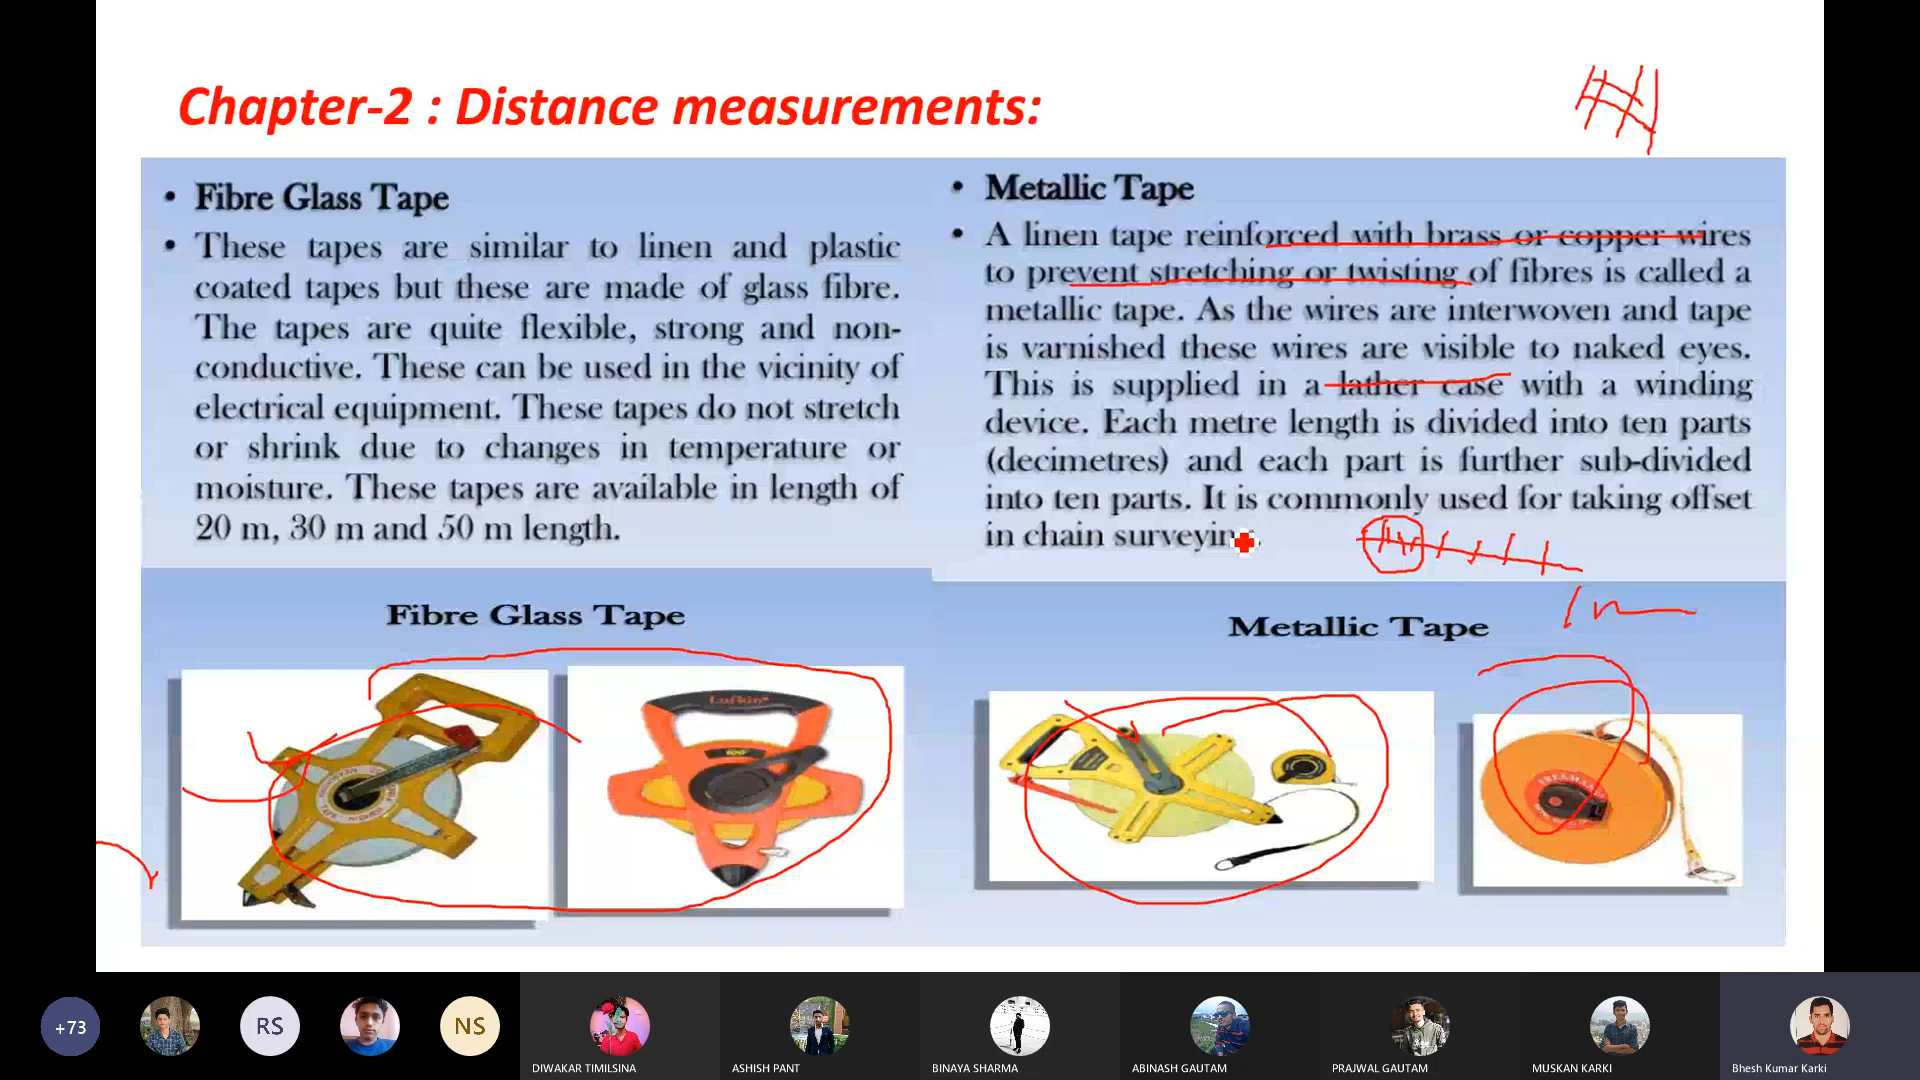 Chapter-2 : Distance measurements:
• Fibre Glass Tape
• These tapes are similar to linen and plastic
coated tapes but these are made of glass fibre.
The tapes are quite flexible, strong and non-
conductive. These can be used in the vicinity of
electrical equipment. These tapes do not stretch
or shrink due to changes in temperature or
moisture. These tapes are available in length of
20 m, 30 m and 50 m length.
• Metallic Tape
• A linen tape reinforced with brass or copper wires
to prevent stretching or twisting of fibres is called a
metallic tape. As the wires are interwoven and tape
is varnished these wires are visible to naked eyes.
This is supplied in a lather case with a winding
device. Each metre length is divided into ten parts
(decimetres) and each part is further sub-divided
into ten parts. It is commonly used for taking offset
in chain surveyin
1m
Fibre Glass Tape
Lufkin
100
Metallic Tape
FREEMANS
+73
RS
NS
DIWAKAR TIMILSINA
ASHISH PANT
BINAYA SHARMA
ABINASH GAUTAM
PRAJWAL GAUTAM
MUSKAN KARKI
Bhesh Kumar Karki